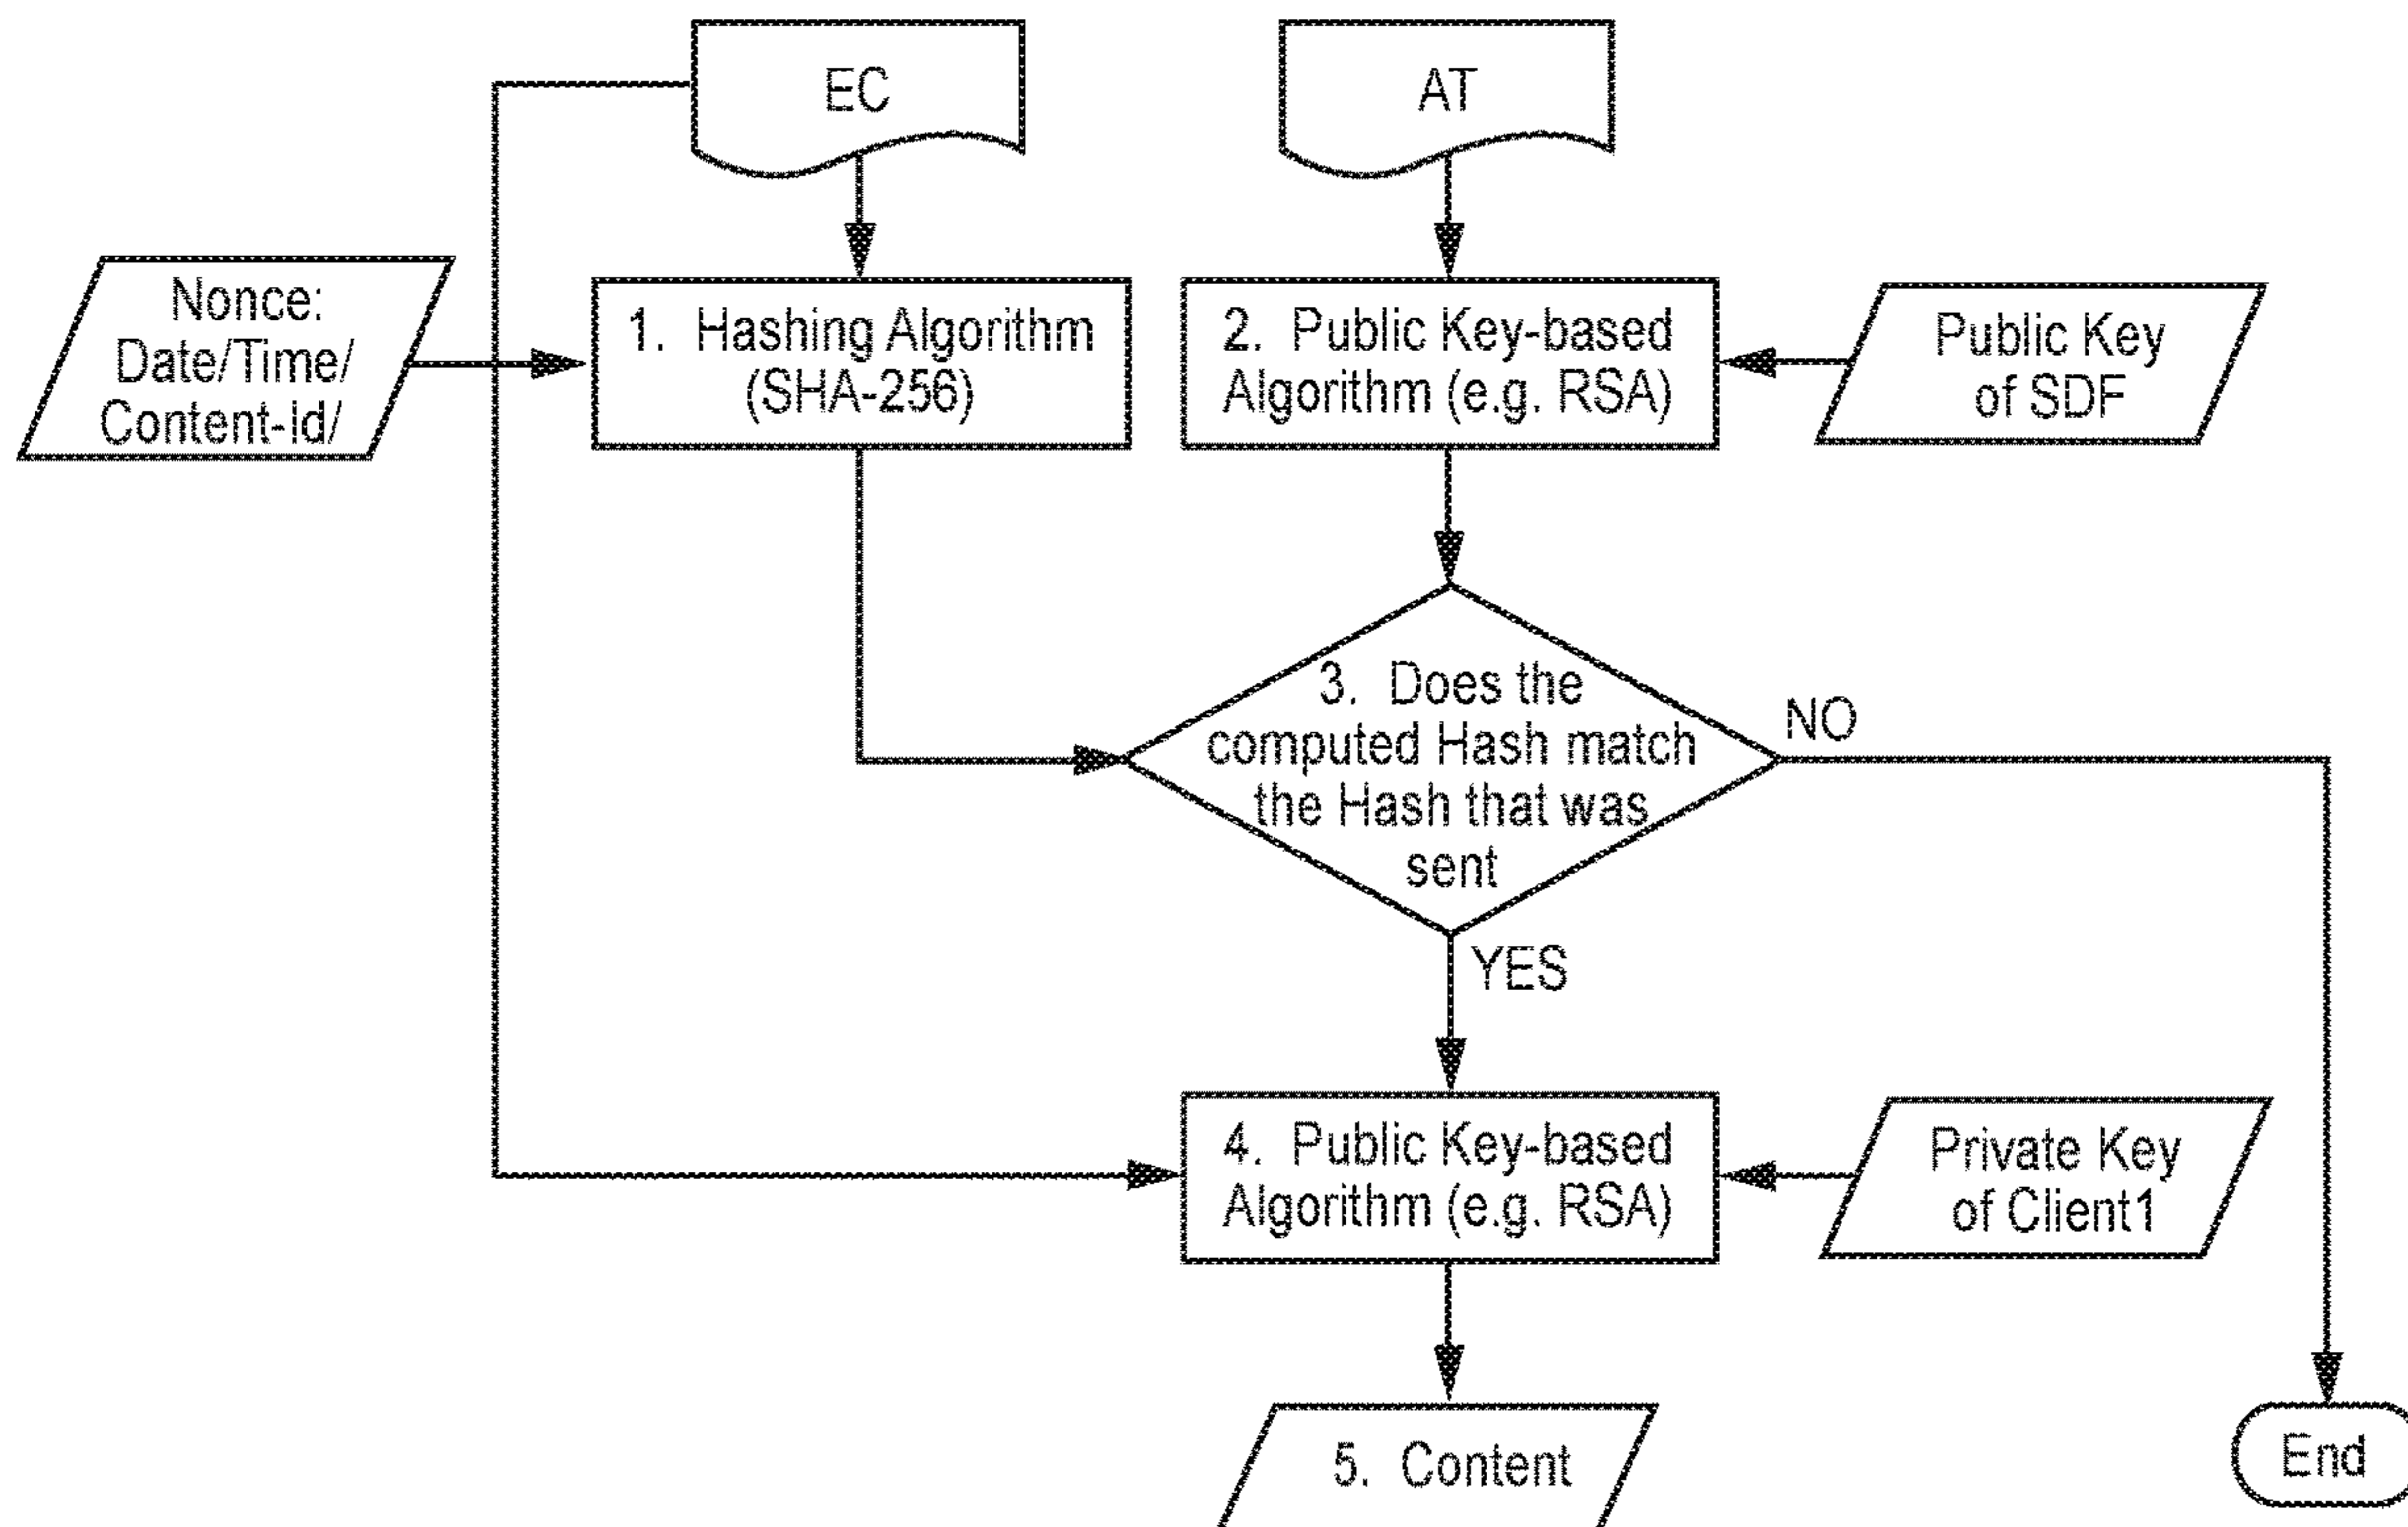 EC
AT
Nonce:
Date/Time/
Content-Id/
1. Hashing Algorithm
(SHA-256)
2. Public Key-based
Algorithm (e.g. RSA)
Public Key
of SDF
3. Does the
computed Hash match
the Hash that was
sent
NO
YES
4. Public Key-based
Algorithm (e.g. RSA)
Private Key
of Client1
5. Content
End